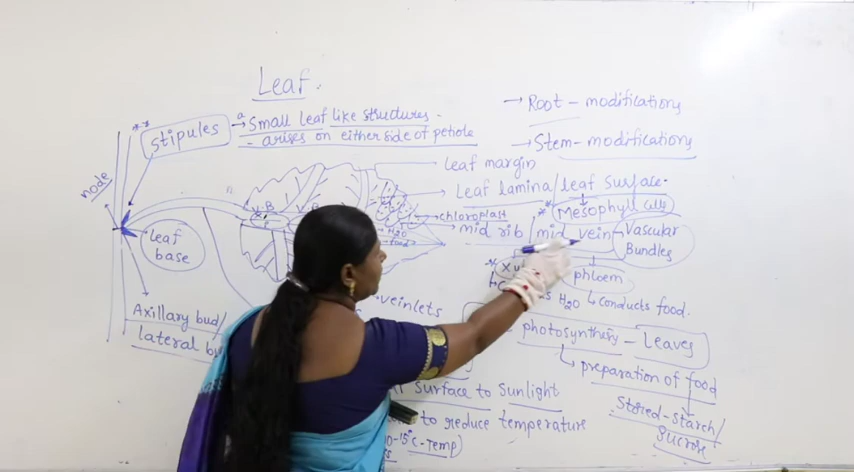 Leaf.
stipules
a
→ Small leaf like structures -
- arises on either side of petiole
→ Root - modifications
→ Stem - modifications
node
leaf margin
Leaf lamina/leaf surface.
Mesophyll cells
V.B
chloroplast
H₂O
food
mid rib / mid vein
Vascular
Bundles
leaf
base
phloem
H₂O ↳ Conducts food.
veinlets
Axillary bud/
lateral
photosynthesis - Leaves
↳ preparation of food
Stored-starch/
Sucrose
surface to Sunlight
to reduce temperature
-15°C-Temp)